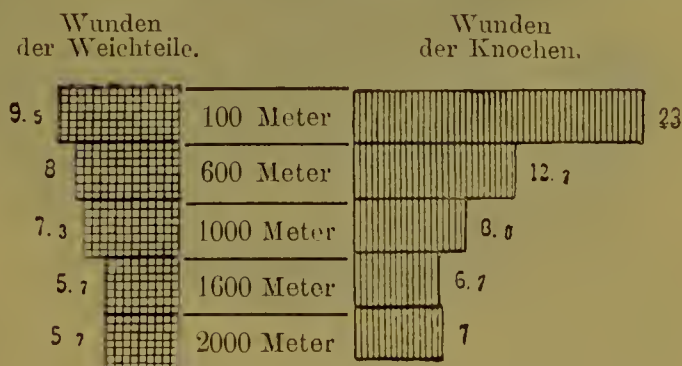 Wunden
der Weichteile.
Wunden
der Knochen.
9.5 100 Meter 23
8 600 Meter 12.7
7.3 1000 Meter 8.8
5.7 1600 Meter 6.7
5 7 2000 Meter 7